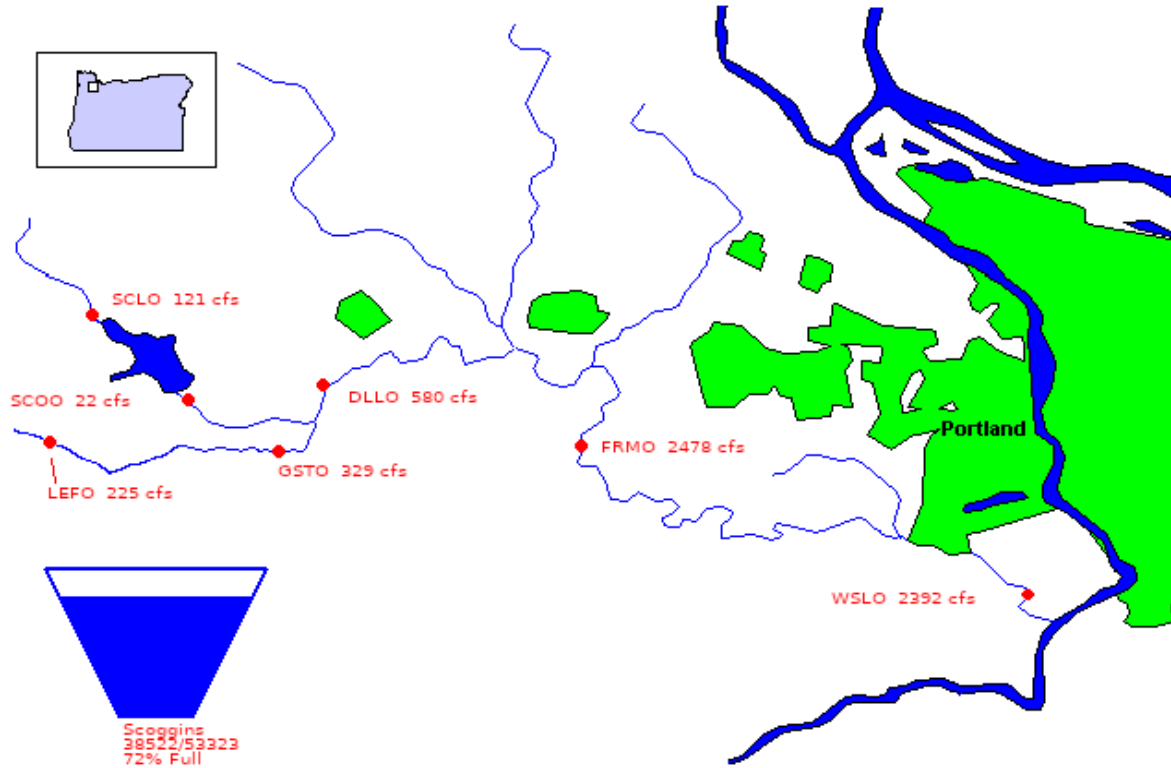 SCLO 121 cfs
SCOO 22 cfs
DLLO 580 cfs
Portland
FRMO 2478 cfs
GSTO 329 cfs
LEFO 225 cfs
WSLO 2392 cfs
Scoggins
38522/53323
72% Full